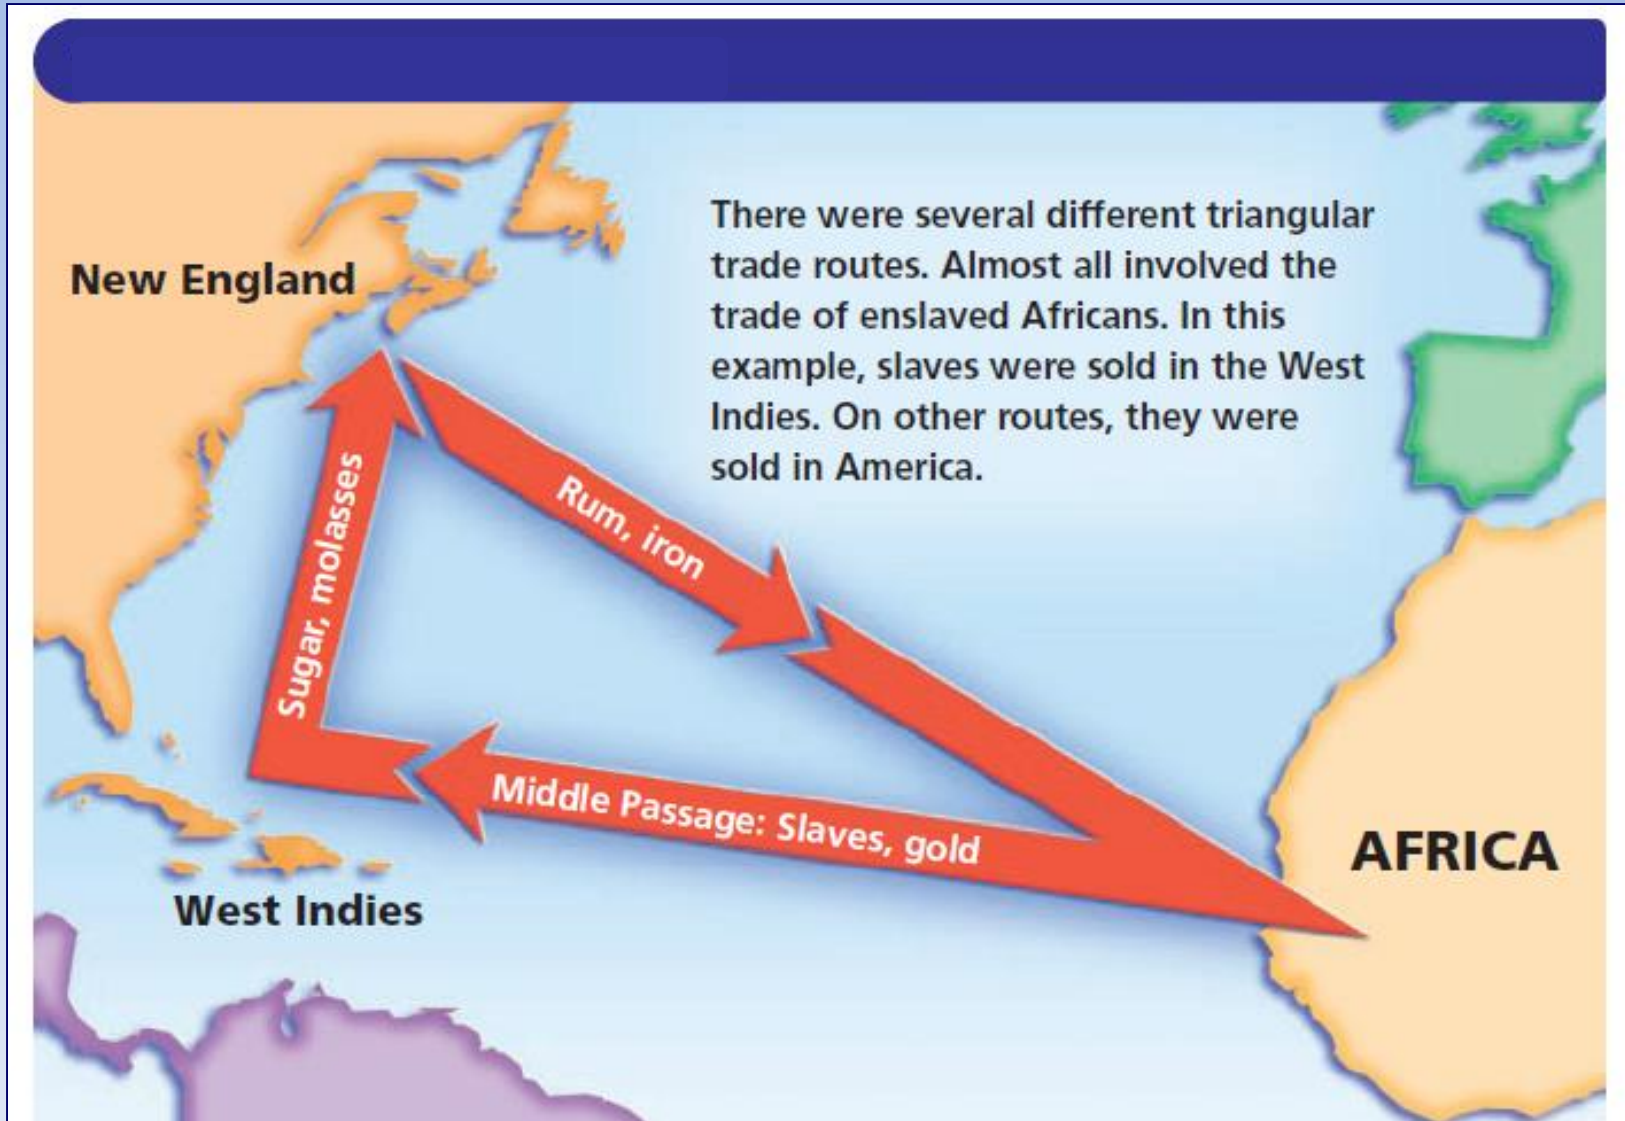 There were several different triangular
trade routes. Almost all involved the
trade of enslaved Africans. In this
example, slaves were sold in the West
Indies. On other routes, they were
sold in America.
New England
Rum, iron
Sugar, molasses
Middle Passage: Slaves, gold
AFRICA
West Indies